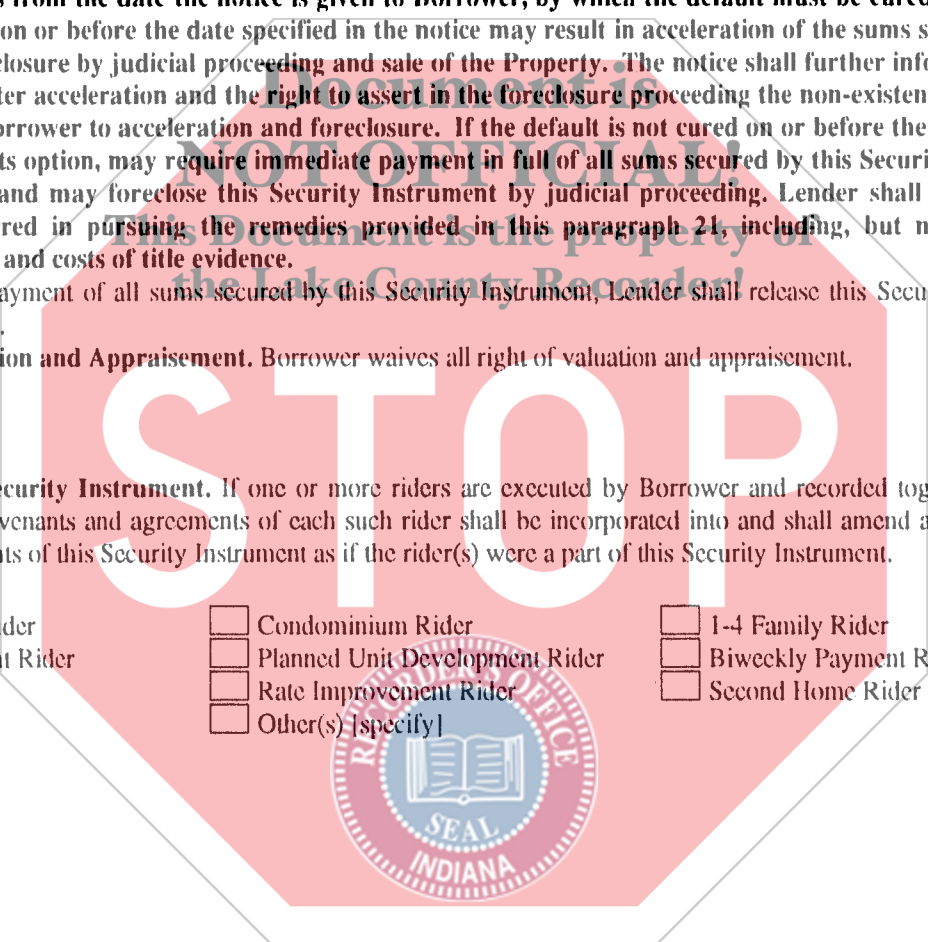 s from the date the notice is given to Borrower, by which the default must be cured
on or before the date specified in the notice may result in acceleration of the sums s
closure by judicial proceeding and sale of the Property. The notice shall further info
ter acceleration and the right to assert in the foreclosure proceeding the non-existen
orrower to acceleration and foreclosure. If the default is not cured on or before the
ts option, may require immediate payment in full of all sums secured by this Securi
and may foreclose this Security Instrument by judicial proceeding. Lender shall
red in pursuing the remedies provided in this paragraph 21, including, but n
and costs of title evidence.
ayment of all sums secured by this Security Instrument, Lender shall release this Secu
ion and Appraisement. Borrower waives all right of valuation and appraisement.
ecurity Instrument. If one or more riders are executed by Borrower and recorded tog
venants and agreements of each such rider shall be incorporated into and shall amend a
nts of this Security Instrument as if the rider(s) were a part of this Security Instrument.
der Condominium Rider 1-4 Family Rider
t Rider Planned Unit Development Rider Biweekly Payment R
Rate Improvement Rider Second Home Rider
Other(s) [specify]
Document is
NOT OFFICIAL!
This Document is the property of
the Lake County Recorder!
STOP
RECORDER'S OFFICE
SEAL
INDIANA